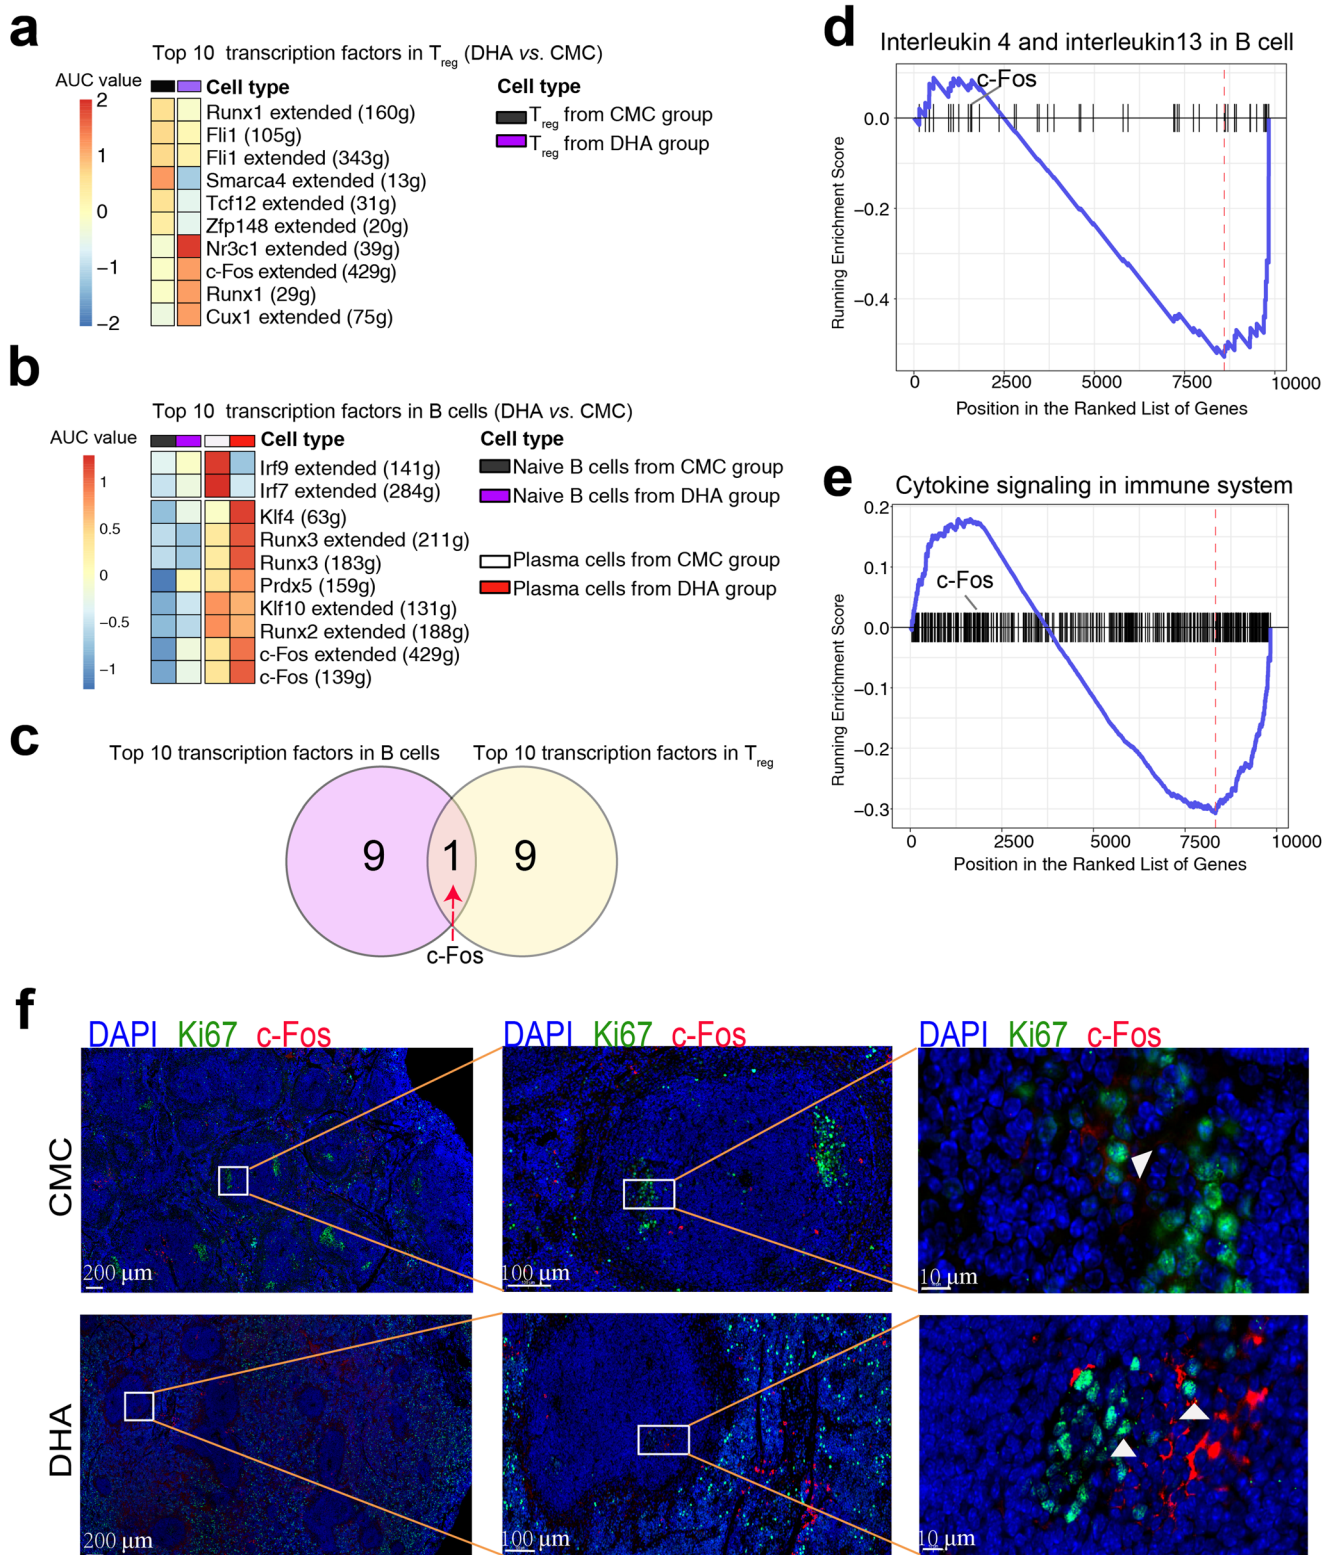 a
Top 10 transcription factors in Treg (DHA vs. CMC)
AUC value
2
1
0
−1
−2
Cell type
Runx1 extended (160g)
Fli1 (105g)
Fli1 extended (343g)
Smarca4 extended (13g)
Tcf12 extended (31g)
Zfp148 extended (20g)
Nr3c1 extended (39g)
c-Fos extended (429g)
Runx1 (29g)
Cux1 extended (75g)
Cell type
Treg from CMC group
Treg from DHA group
b
Top 10 transcription factors in B cells (DHA vs. CMC)
AUC value
1
0.5
0
−0.5
−1
Cell type
Irf9 extended (141g)
Irf7 extended (284g)
Klf4 (63g)
Runx3 extended (211g)
Runx3 (183g)
Prdx5 (159g)
Klf10 extended (131g)
Runx2 extended (188g)
c-Fos extended (429g)
c-Fos (139g)
Cell type
Naive B cells from CMC group
Naive B cells from DHA group
Plasma cells from CMC group
Plasma cells from DHA group
c
Top 10 transcription factors in B cells
Top 10 transcription factors in Treg
9
1
9
c-Fos
d
Interleukin 4 and interleukin13 in B cell
c-Fos
Running Enrichment Score
0.0
−0.2
−0.4
0 2500 5000 7500 10000
Position in the Ranked List of Genes
e
Cytokine signaling in immune system
c-Fos
Running Enrichment Score
0.2
0.1
0.0
−0.1
−0.2
−0.3
0 2500 5000 7500 10000
Position in the Ranked List of Genes
f
DAPI Ki67 c-Fos
DAPI Ki67 c-Fos
DAPI Ki67 c-Fos
CMC
200 μm
100 μm
10 μm
DHA
200 μm
100 μm
10 μm